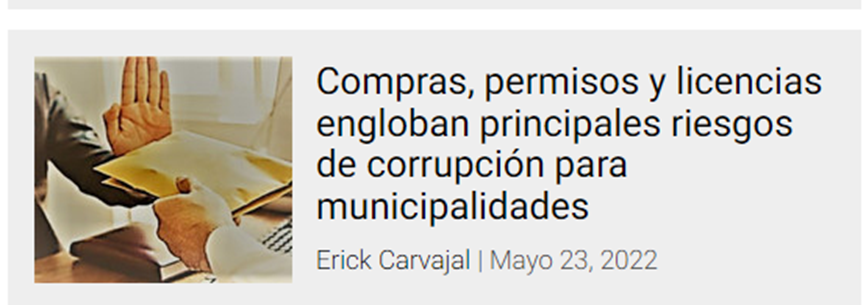 Compras, permisos y licencias
engloban principales riesgos
de corrupción para
municipalidades
Erick Carvajal | Mayo 23, 2022